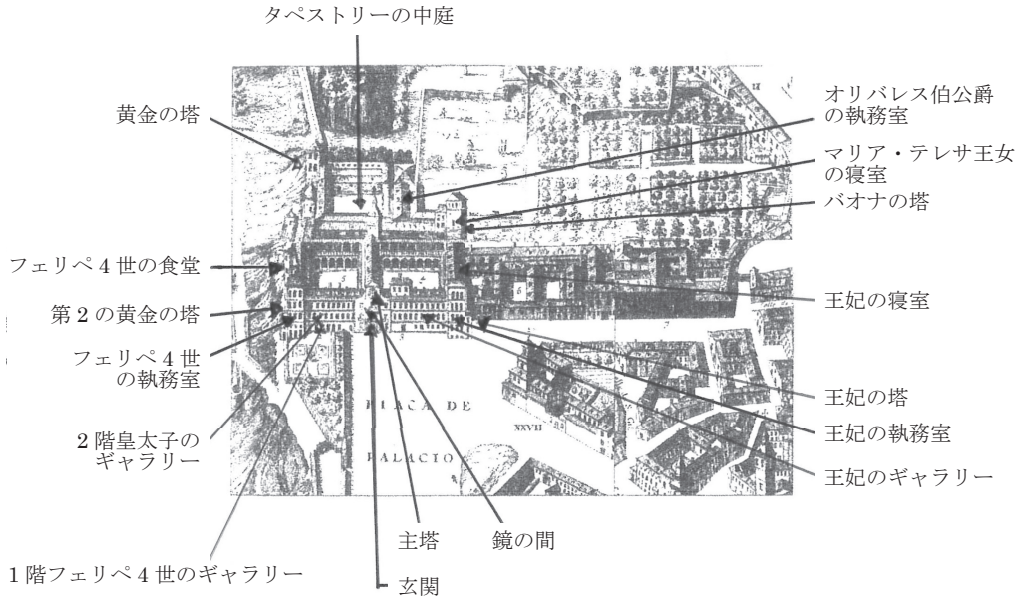 タペストリーの中庭
黄金の塔
オリバレス伯公爵
の執務室
マリア・テレサ王女
の寝室
バオナの塔
フェリペ4世の食堂
王妃の寝室
第2の黄金の塔
フェリペ4世
の執務室
王妃の塔
2階皇太子の
ギャラリー
王妃の執務室
王妃のギャラリー
主塔
鏡の間
1階フェリペ4世のギャラリー
玄関
PLAÇA DE
PALACIO
XXVII
6
7